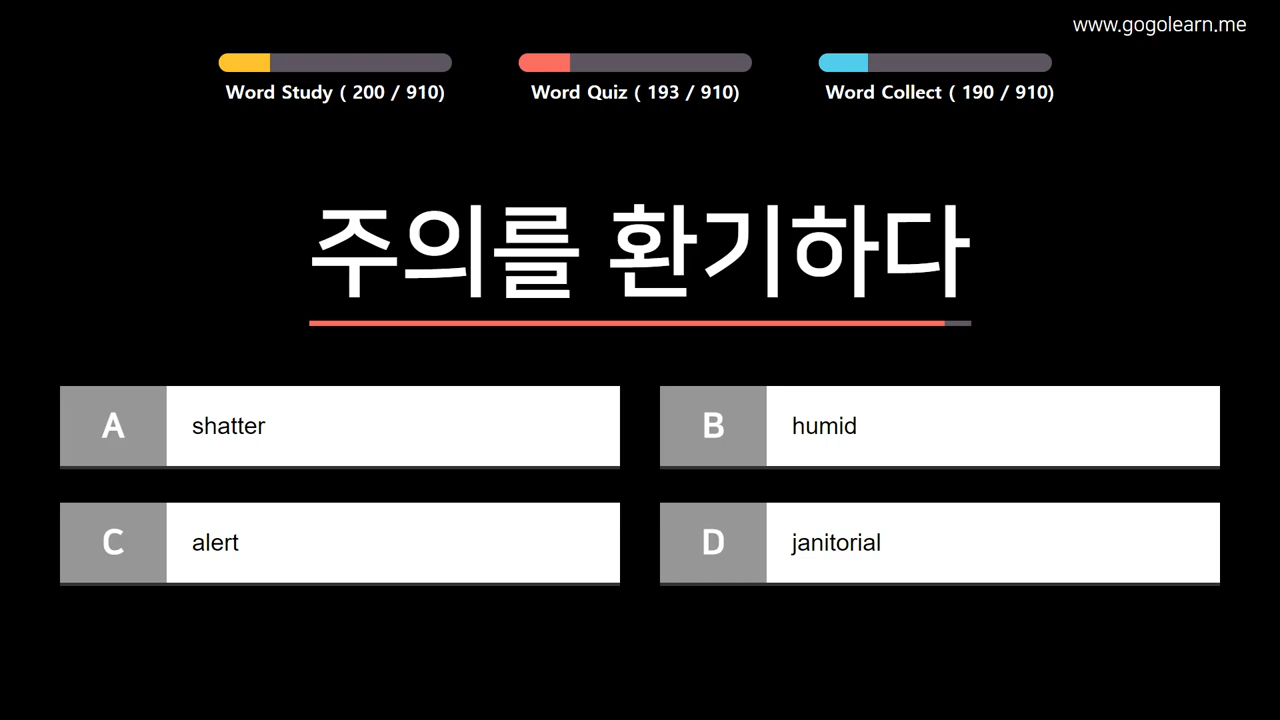 www.gogolearn.me
Word Study ( 200 / 910)
Word Quiz ( 193 / 910)
Word Collect ( 190 / 910)
주의를 환기하다
A shatter
B humid
C alert
D janitorial